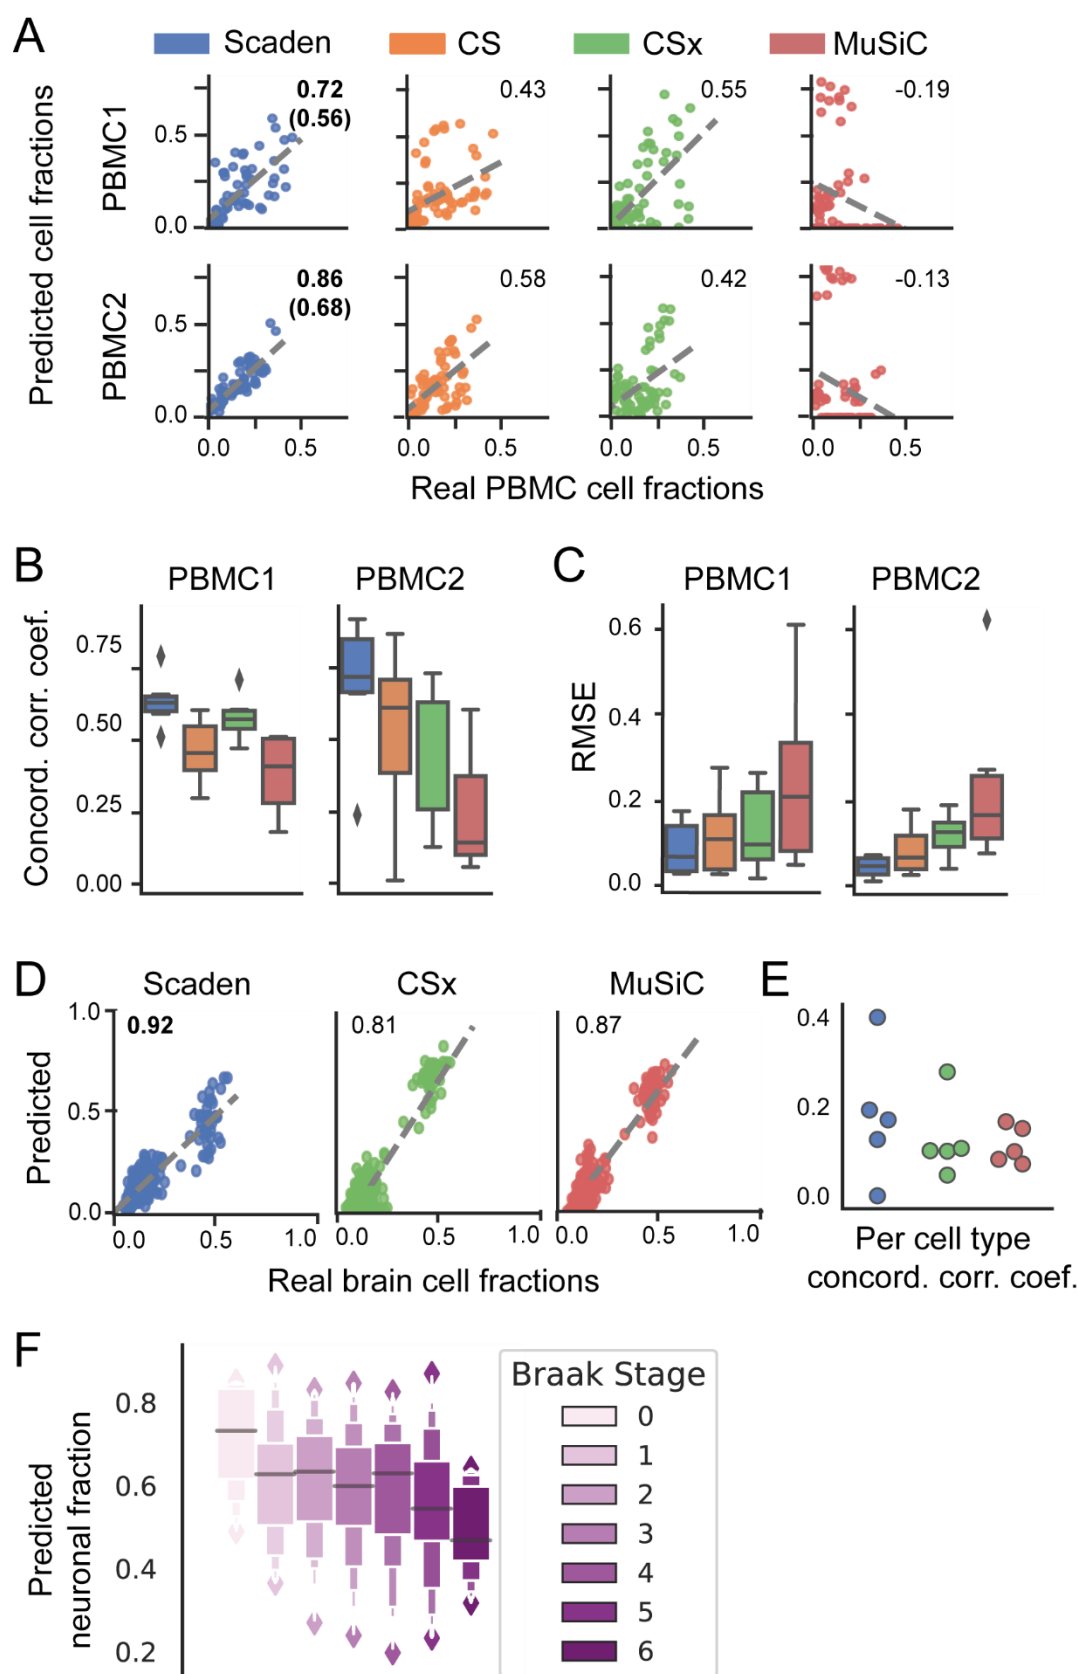 A
Scaden CS CSx MuSiC
Predicted cell fractions
PBMC1
0.5
0.0
0.72
(0.56)
0.43
0.55
-0.19
PBMC2
0.5
0.0
0.86
(0.68)
0.58
0.42
-0.13
0.0 0.5 0.0 0.5 0.0 0.5 0.0 0.5
Real PBMC cell fractions
B
PBMC1 PBMC2
Concord. corr. coef.
0.75
0.50
0.25
0.00
C
PBMC1 PBMC2
RMSE
0.6
0.4
0.2
0.0
D
Scaden CSx MuSiC
Predicted
1.0
0.5
0.0
0.92
0.81
0.87
0.0 0.5 1.0 0.0 0.5 1.0 0.0 0.5 1.0
Real brain cell fractions
E
0.4
0.2
0.0
Per cell type
concord. corr. coef.
F
Predicted
neuronal fraction
0.8
0.6
0.4
0.2
Braak Stage
0
1
2
3
4
5
6